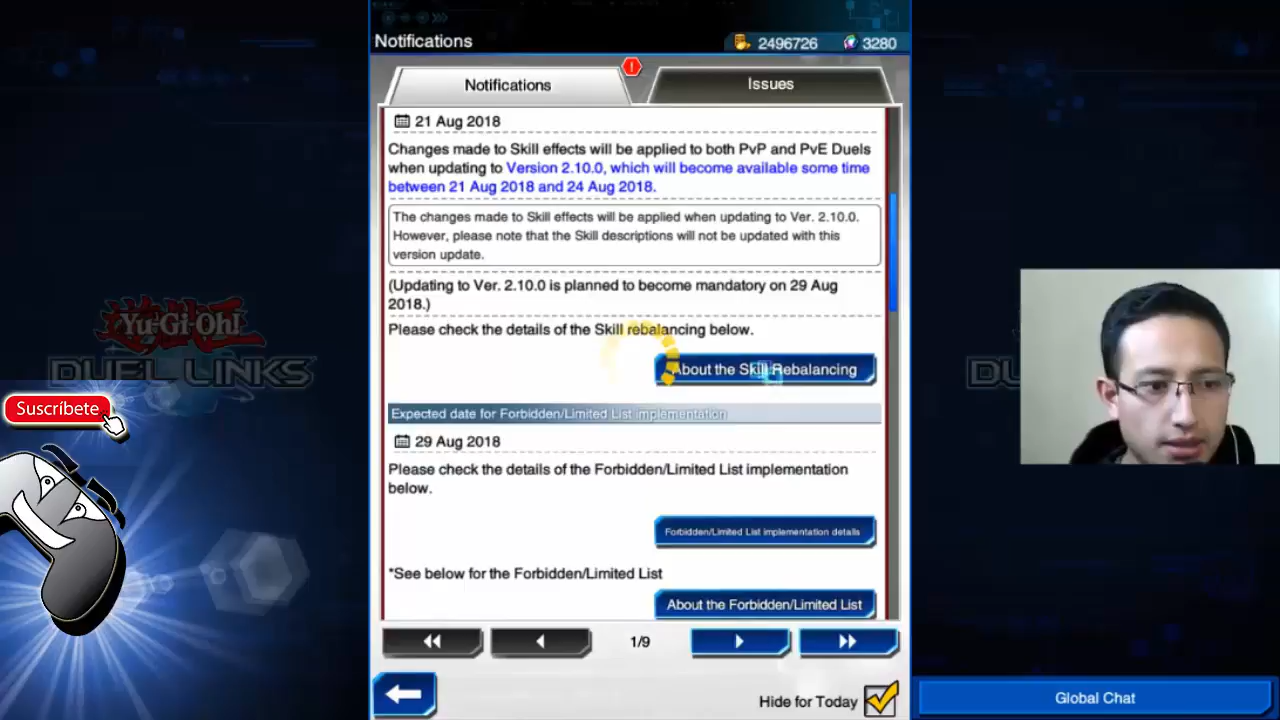 Notifications
2496726
3280
Notifications
!
Issues
21 Aug 2018
Changes made to Skill effects will be applied to both PvP and PvE Duels
when updating to Version 2.10.0, which will become available some time
between 21 Aug 2018 and 24 Aug 2018.
The changes made to Skill effects will be applied when updating to Ver. 2.10.0.
However, please note that the Skill descriptions will not be updated with this
version update.
(Updating to Ver. 2.10.0 is planned to become mandatory on 29 Aug
2018.)
Please check the details of the Skill rebalancing below.
About the Skill Rebalancing
Expected date for Forbidden/Limited List implementation
29 Aug 2018
Please check the details of the Forbidden/Limited List implementation
below.
Forbidden/Limited List implementation details
*See below for the Forbidden/Limited List
About the Forbidden/Limited List
1/9
Hide for Today
Global Chat
Yu-Gi-Oh!
DUEL LINKS
Suscríbete
DU